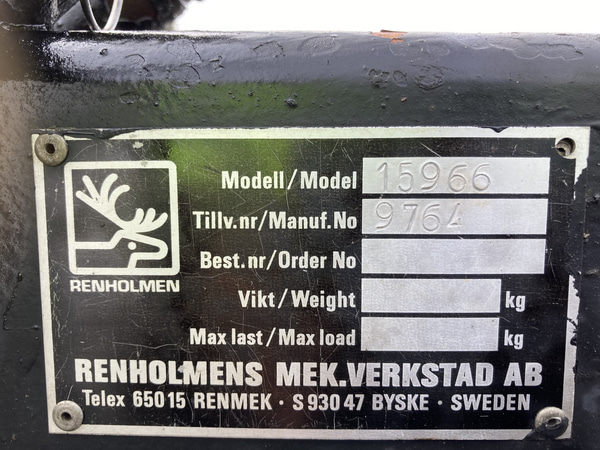 Modell/Model 15966
Tillv.nr/Manuf.No 9764
Best.nr/Order No
RENHOLMEN
Vikt/Weight kg
Max last/Max load kg
RENHOLMENS MEK.VERKSTAD AB
Telex 65015 RENMEK · S 930 47 BYSKE · SWEDEN